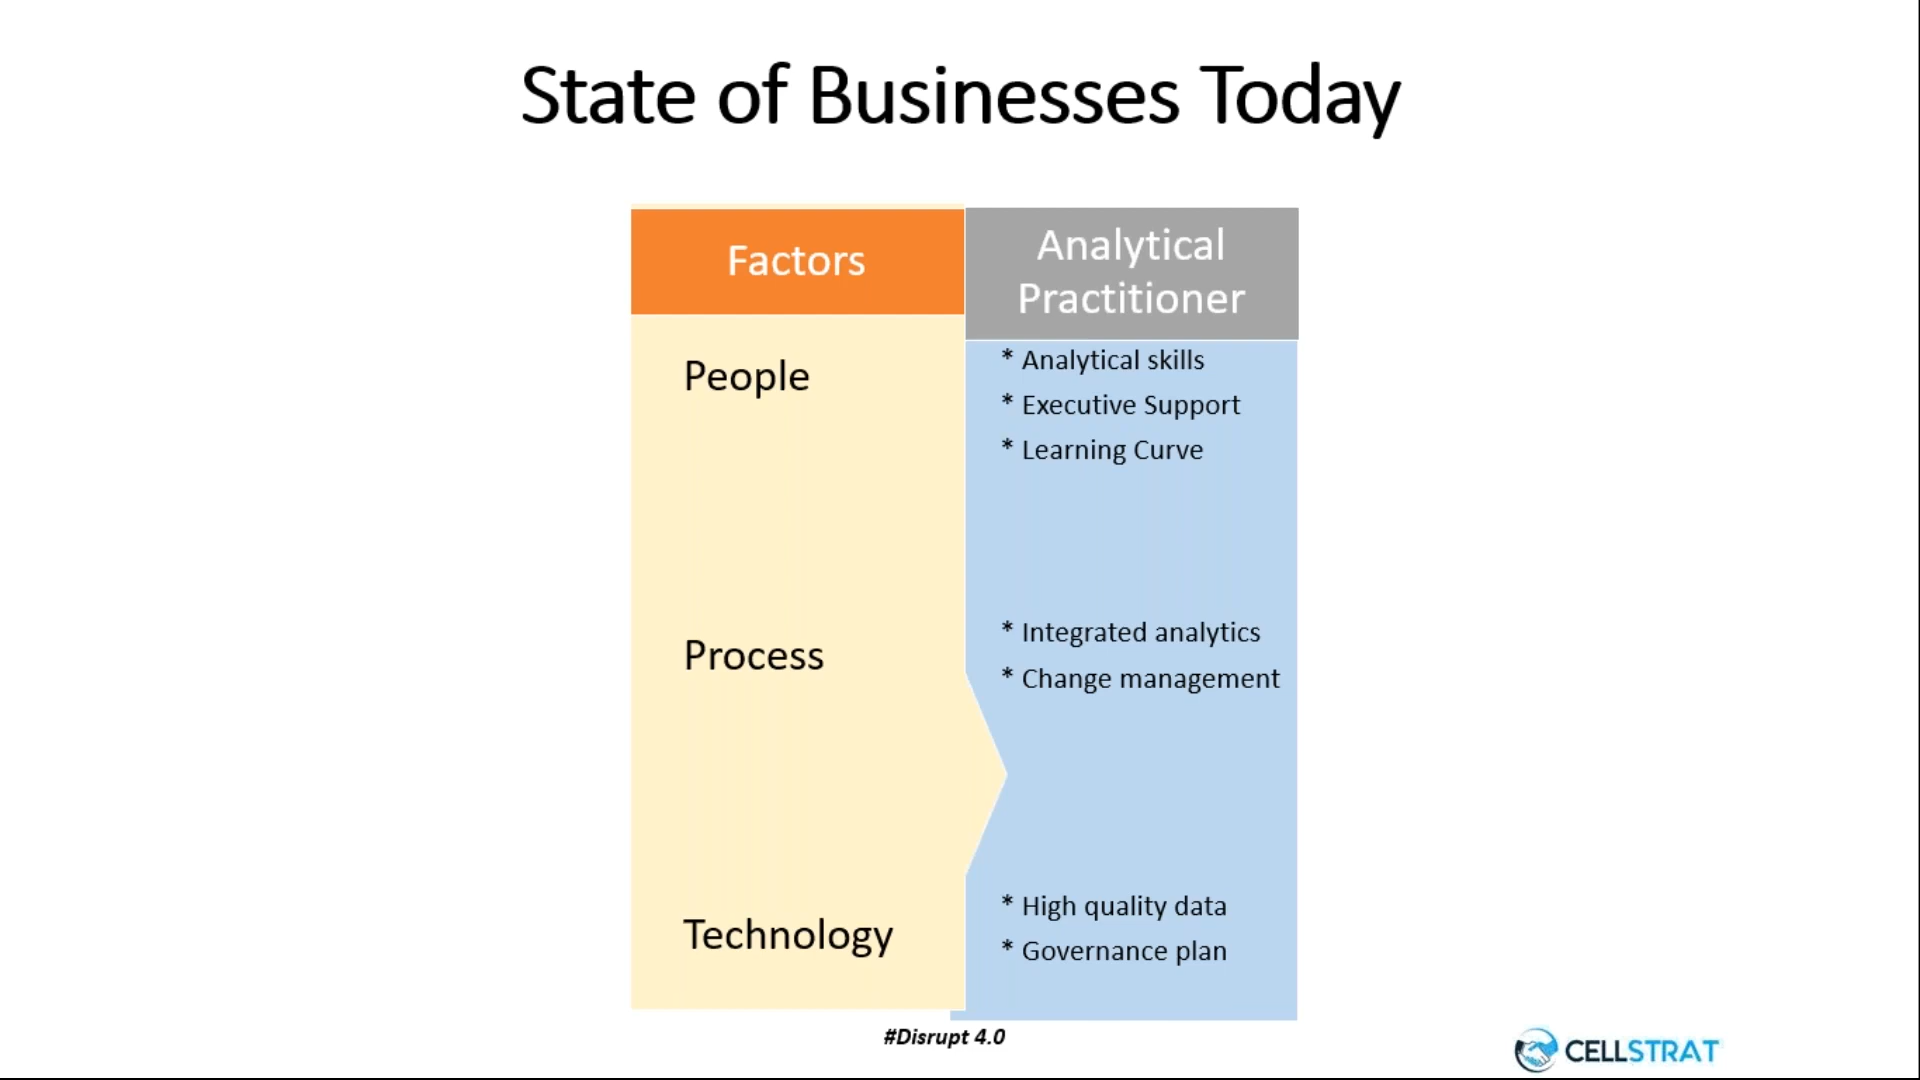 State of Businesses Today
Factors
Analytical
Practitioner
People
* Analytical skills
* Executive Support
* Learning Curve
Process
* Integrated analytics
* Change management
Technology
* High quality data
* Governance plan
#Disrupt 4.0
CELLSTRAT